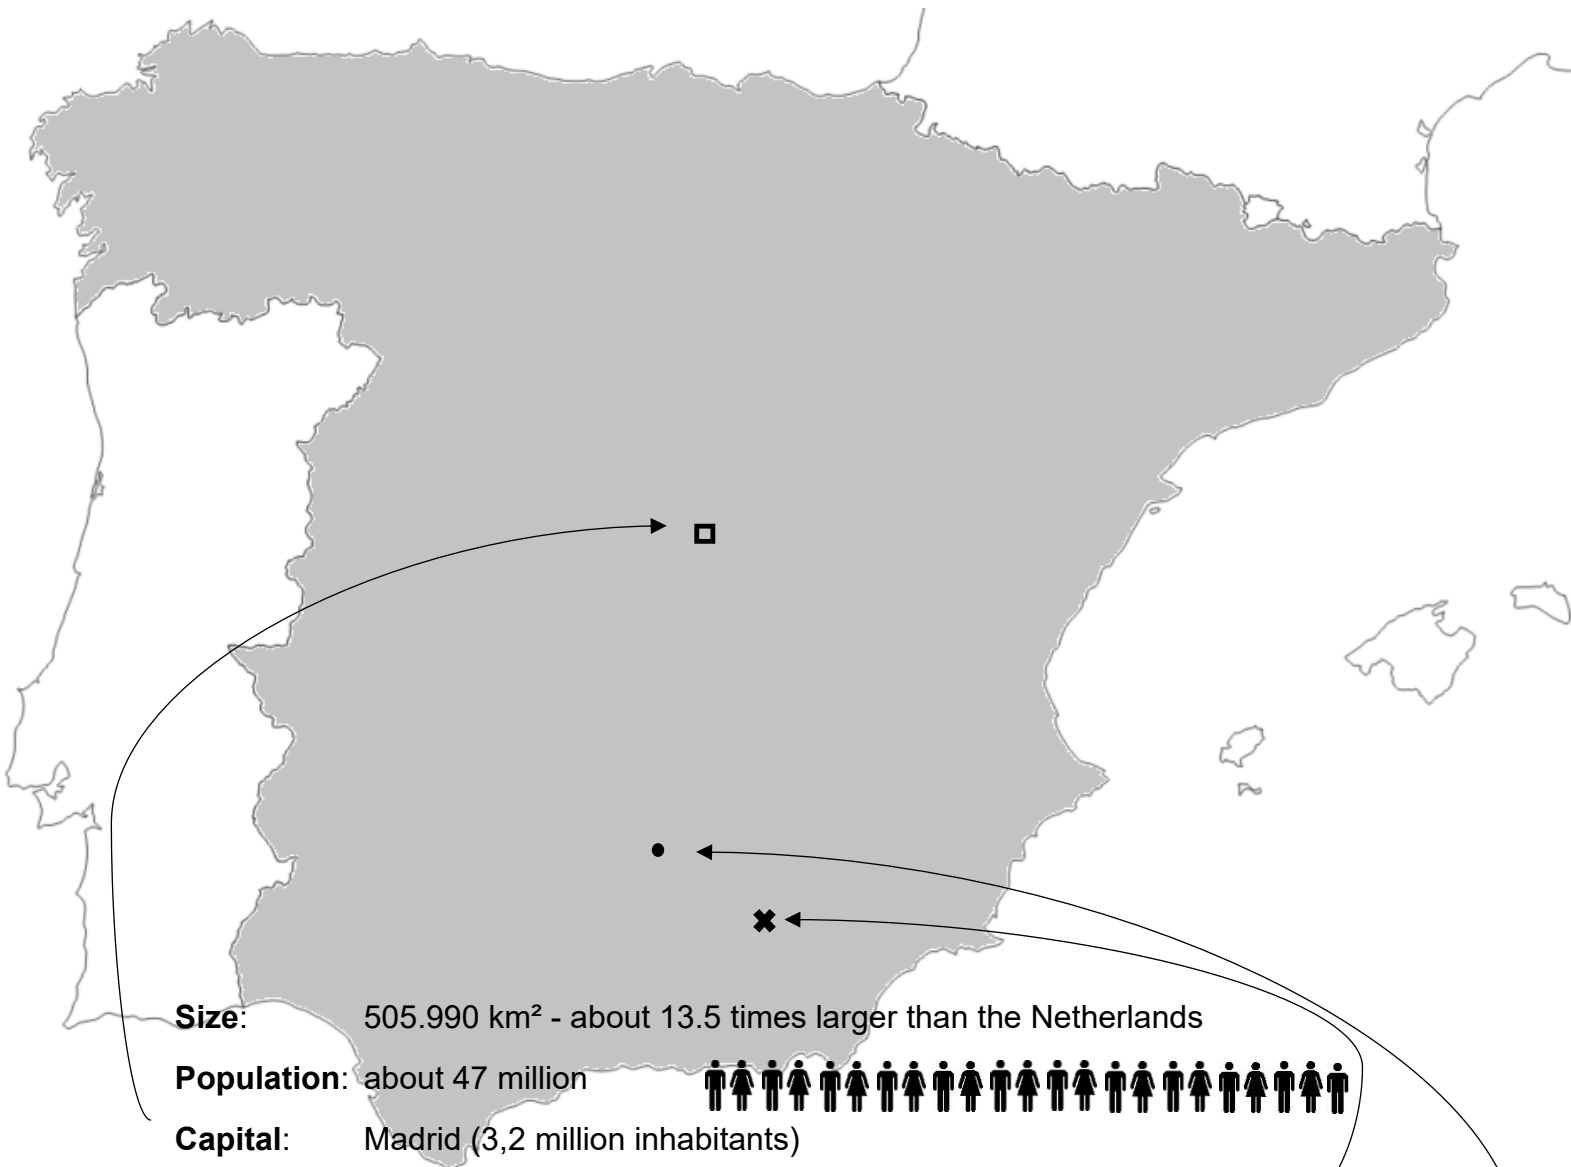 Size: 505.990 km² - about 13.5 times larger than the Netherlands
Population: about 47 million
Capital: Madrid (3,2 million inhabitants)